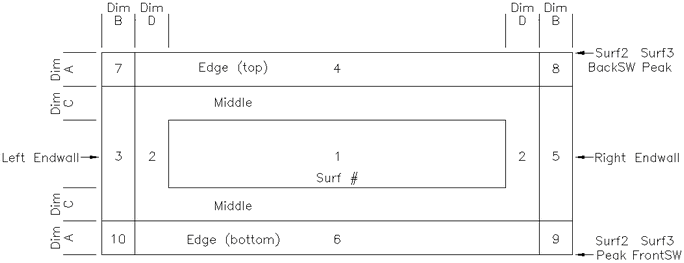 Dim Dim Dim Dim
B D D B
Dim A 7 Edge (top) 4 8
Surf2 Surf3
BackSW Peak
Dim C Middle
Left Endwall 3 2 1 2 5 Right Endwall
Surf #
Dim C Middle
Dim A 10 Edge (bottom) 6 9
Surf2 Surf3
Peak FrontSW